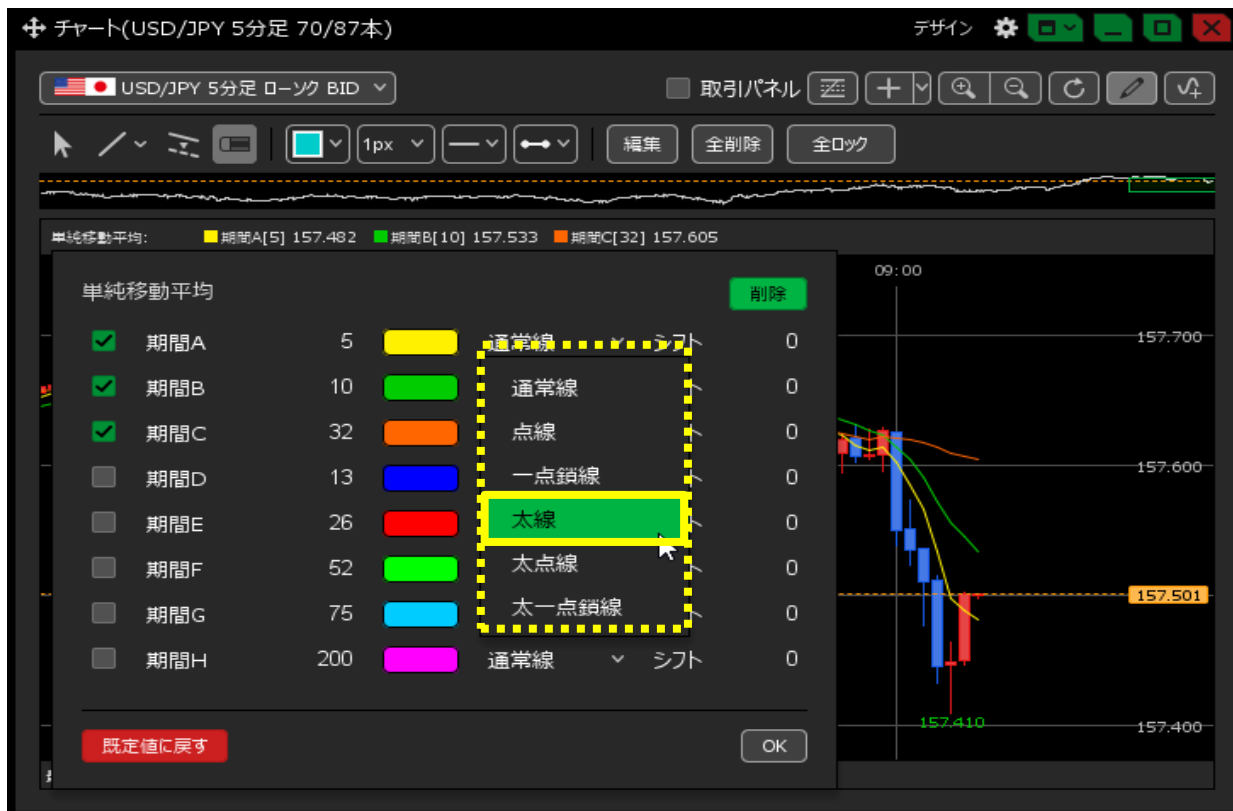 チャート(USD/JPY 5分足 70/87本) デザイン
USD/JPY 5分足 ローソク BID 取引パネル
1px 編集 全削除 全ロック
単純移動平均: 期間A[5] 157.482 期間B[10] 157.533 期間C[32] 157.605
09:00
単純移動平均 削除
期間A 5 通常線 シフト 0 157.700
期間B 10 通常線 0
期間C 32 点線 0
157.600
期間D 13 一点鎖線 0
期間E 26 太線 0
期間F 52 太点線 0
157.501
期間G 75 太一点鎖線 0
期間H 200 通常線 シフト 0
157.410
157.400
既定値に戻す OK